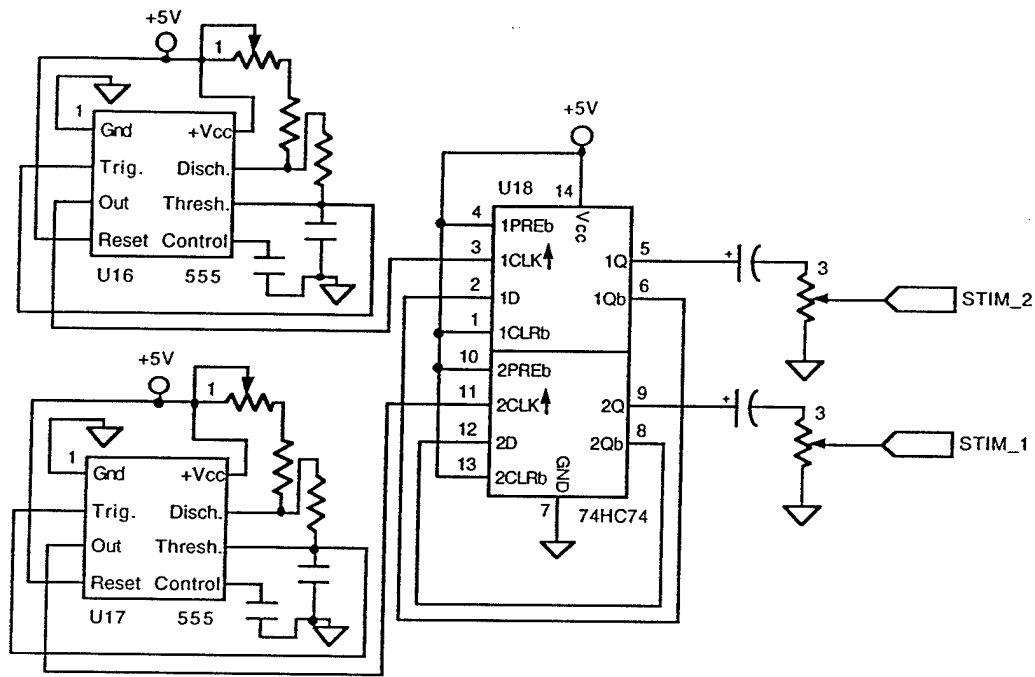 +5V
1
1
Gnd
+Vcc
Trig.
Disch.
Out
Thresh.
Reset
Control
U16
555
+5V
U18
14
Vcc
4
1PREb
3
1CLK
1Q
5
2
1D
1Qb
6
1
1CLRb
10
2PREb
11
2CLK
2Q
9
12
2D
2Qb
8
13
2CLRb
GND
7
74HC74
+
3
STIM_2
+
3
STIM_1
+5V
1
1
Gnd
+Vcc
Trig.
Disch.
Out
Thresh.
Reset
Control
U17
555